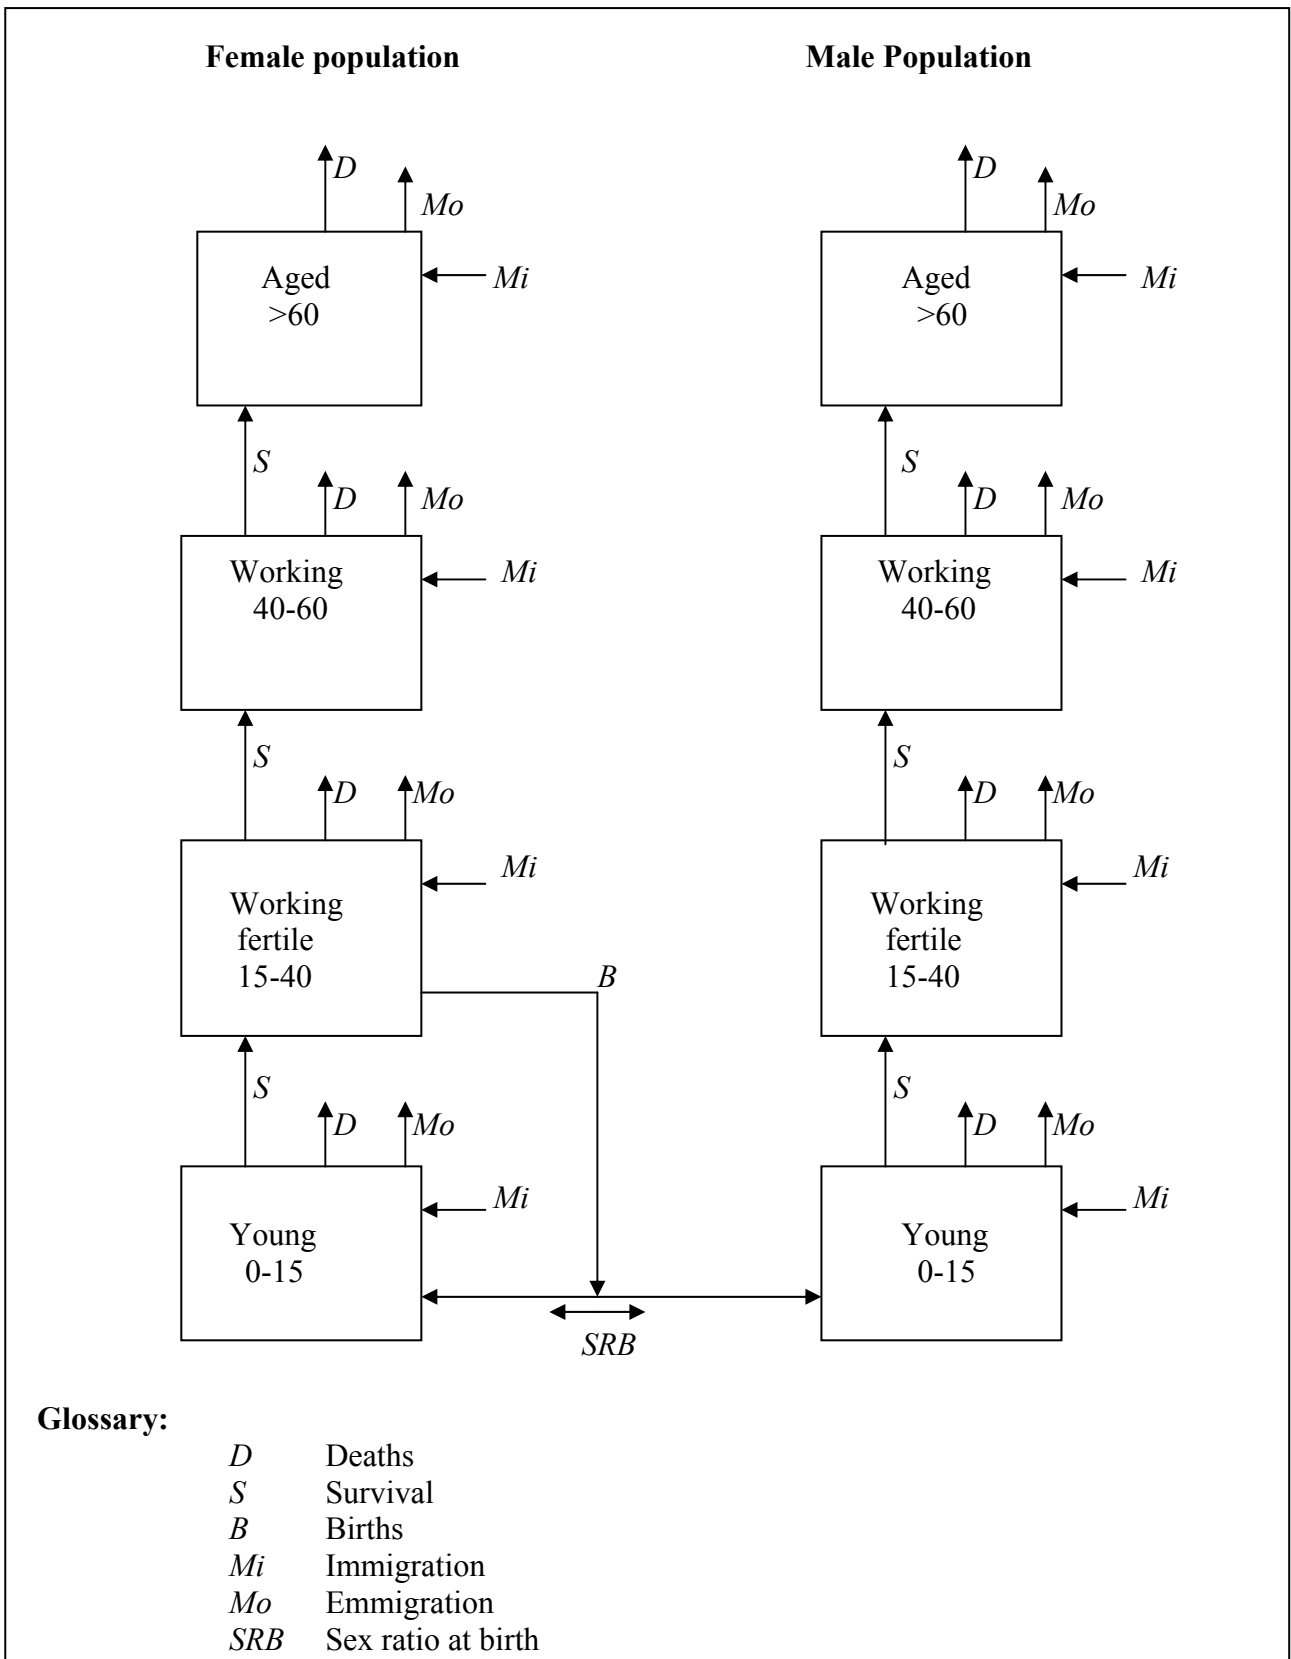 Female population
Male Population
D
Mo
Aged
>60
Mi
D
Mo
Aged
>60
Mi
S
D
Mo
Working
40-60
Mi
S
D
Mo
Working
40-60
Mi
S
D
Mo
Working
fertile
15-40
Mi
B
S
D
Mo
Working
fertile
15-40
Mi
S
D
Mo
Young
0-15
Mi
S
D
Mo
Young
0-15
Mi
SRB
Glossary:
D Deaths
S Survival
B Births
Mi Immigration
Mo Emmigration
SRB Sex ratio at birth